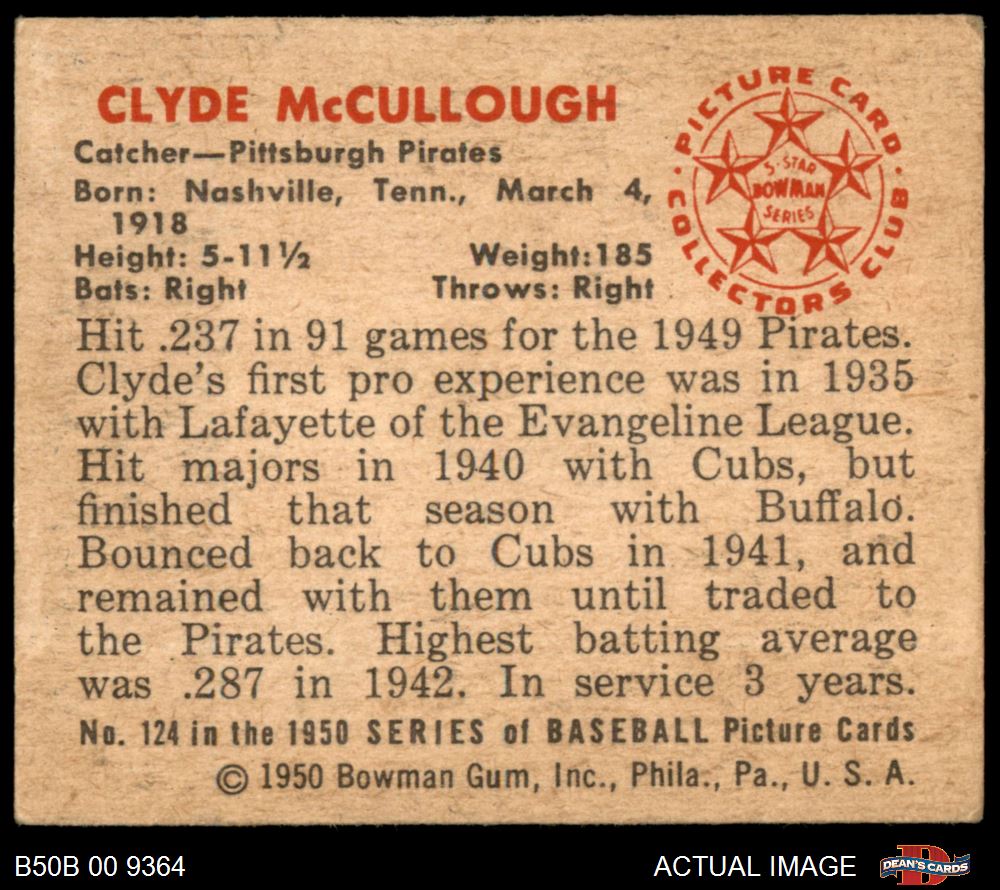 CLYDE McCULLOUGH
Catcher—Pittsburgh Pirates
Born: Nashville, Tenn., March 4,
1918
Height: 5-11½ Weight:185
Bats: Right Throws: Right
PICTURE CARD
COLLECTORS CLUB
5-STAR
BOWMAN
SERIES
Hit .237 in 91 games for the 1949 Pirates.
Clyde's first pro experience was in 1935
with Lafayette of the Evangeline League.
Hit majors in 1940 with Cubs, but
finished that season with Buffalo.
Bounced back to Cubs in 1941, and
remained with them until traded to
the Pirates. Highest batting average
was .287 in 1942. In service 3 years.
No. 124 in the 1950 SERIES of BASEBALL Picture Cards
© 1950 Bowman Gum, Inc., Phila., Pa., U. S. A.
B50B 00 9364 ACTUAL IMAGE
DEAN'S CARDS